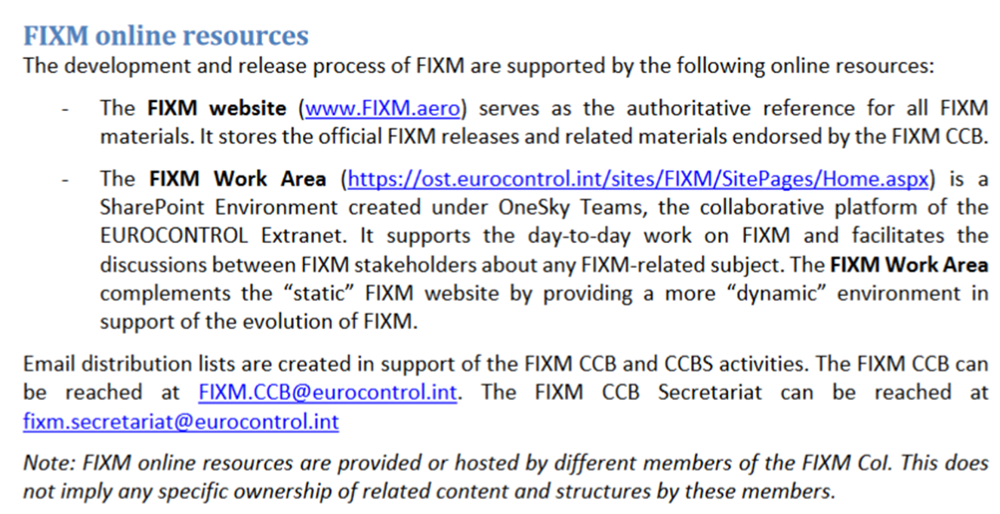 FIXM online resources
The development and release process of FIXM are supported by the following online resources:
- The FIXM website (www.FIXM.aero) serves as the authoritative reference for all FIXM
materials. It stores the official FIXM releases and related materials endorsed by the FIXM CCB.
- The FIXM Work Area (https://ost.eurocontrol.int/sites/FIXM/SitePages/Home.aspx) is a
SharePoint Environment created under OneSky Teams, the collaborative platform of the
EUROCONTROL Extranet. It supports the day-to-day work on FIXM and facilitates the
discussions between FIXM stakeholders about any FIXM-related subject. The FIXM Work Area
complements the “static” FIXM website by providing a more “dynamic” environment in
support of the evolution of FIXM.
Email distribution lists are created in support of the FIXM CCB and CCBS activities. The FIXM CCB can
be reached at FIXM.CCB@eurocontrol.int. The FIXM CCB Secretariat can be reached at
fixm.secretariat@eurocontrol.int
Note: FIXM online resources are provided or hosted by different members of the FIXM CoI. This does
not imply any specific ownership of related content and structures by these members.